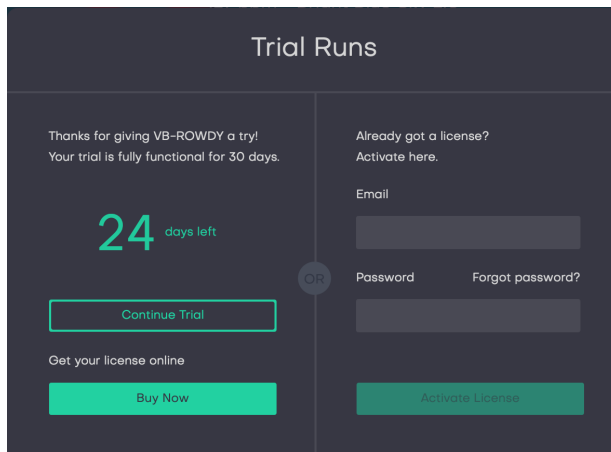 Trial Runs
Thanks for giving VB-ROWDY a try!
Your trial is fully functional for 30 days.
24 days left
Continue Trial
Get your license online
Buy Now
OR
Already got a license?
Activate here.
Email
Password Forgot password?
Activate License